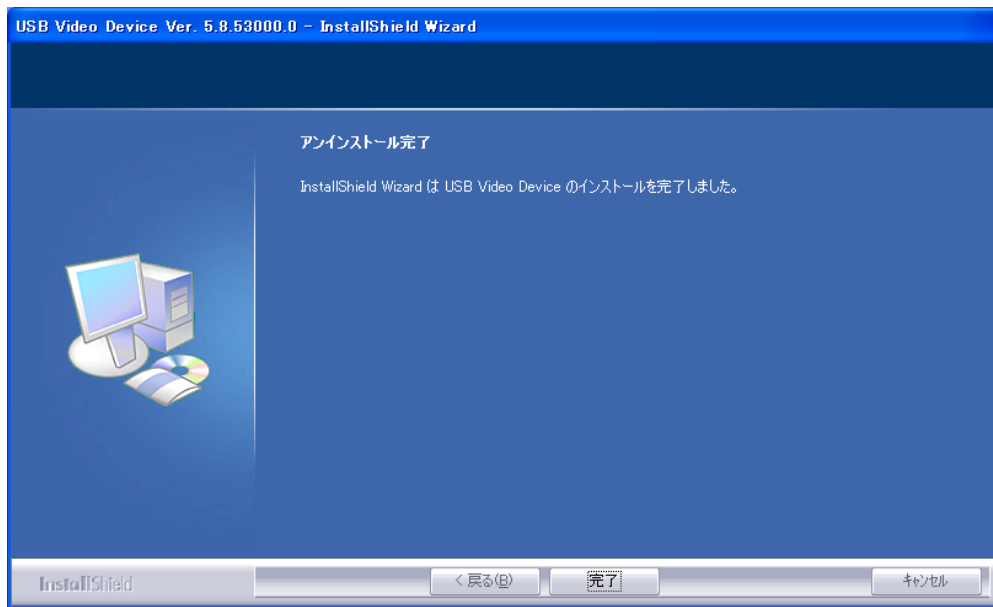 USB Video Device Ver. 5.8.53000.0 - InstallShield Wizard
アンインストール完了
InstallShield Wizard は USB Video Device のインストールを完了しました。
InstallShield
< 戻る(B)
完了
キャンセル